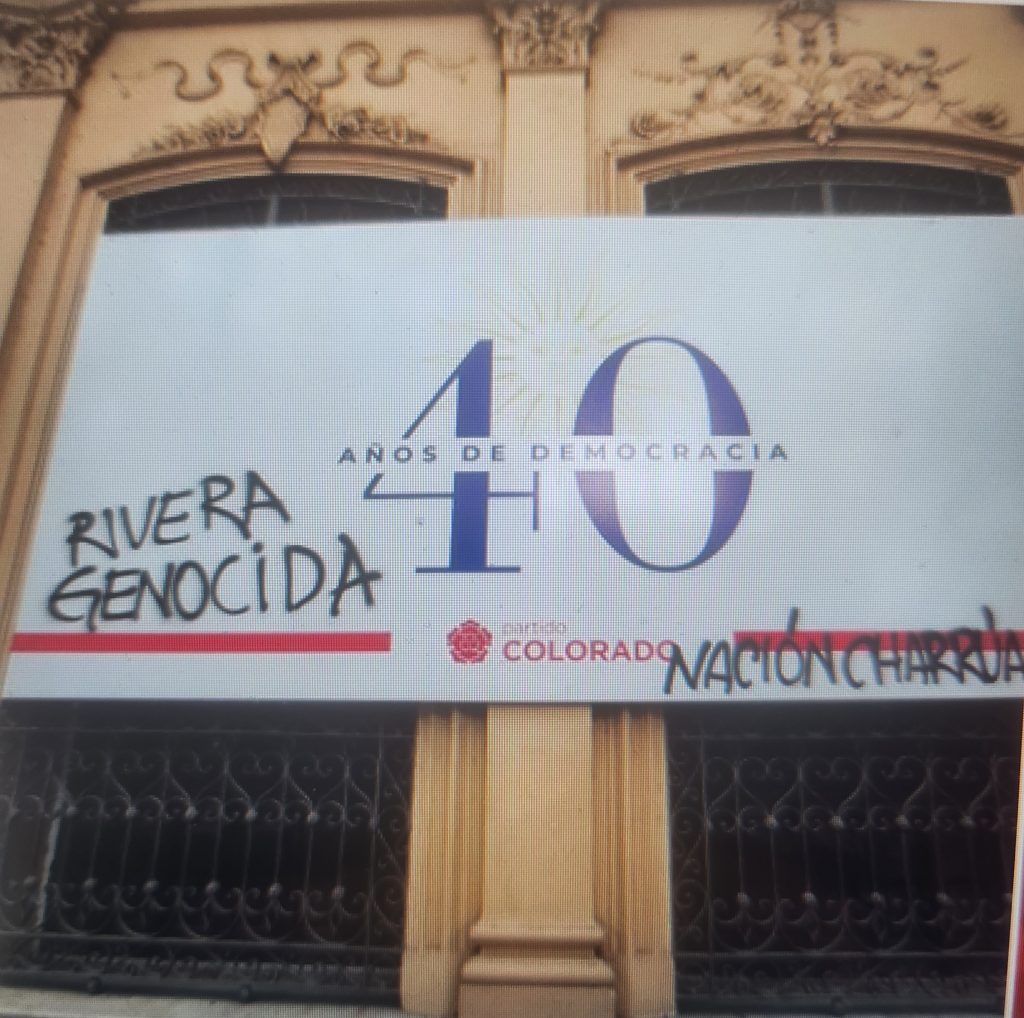 40
AÑOS DE DEMOCRACIA
RIVERA
GENOCIDA
partido
COLORADO
NACIÓN CHARRÚA